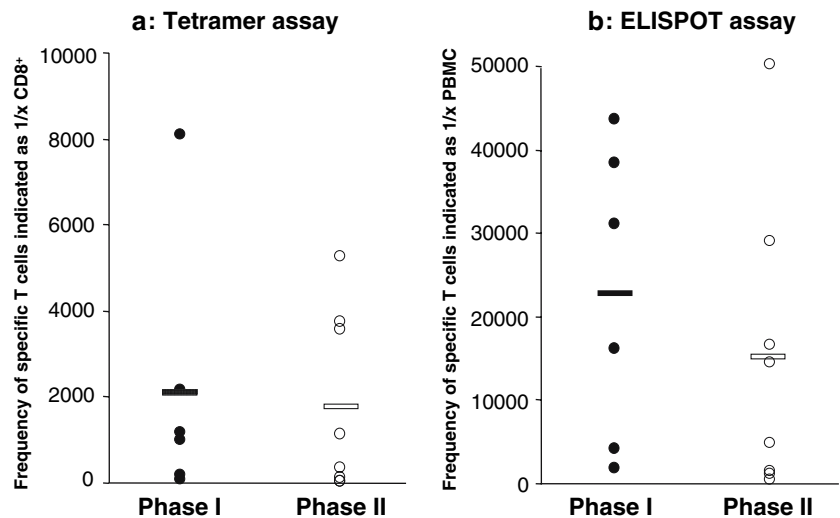 a: Tetramer assay
Frequency of specific T cells indicated as 1/x CD8+
10000
8000
6000
4000
2000
0
Phase I
Phase II
b: ELISPOT assay
Frequency of specific T cells indicated as 1/x PBMC
50000
40000
30000
20000
10000
0
Phase I
Phase II